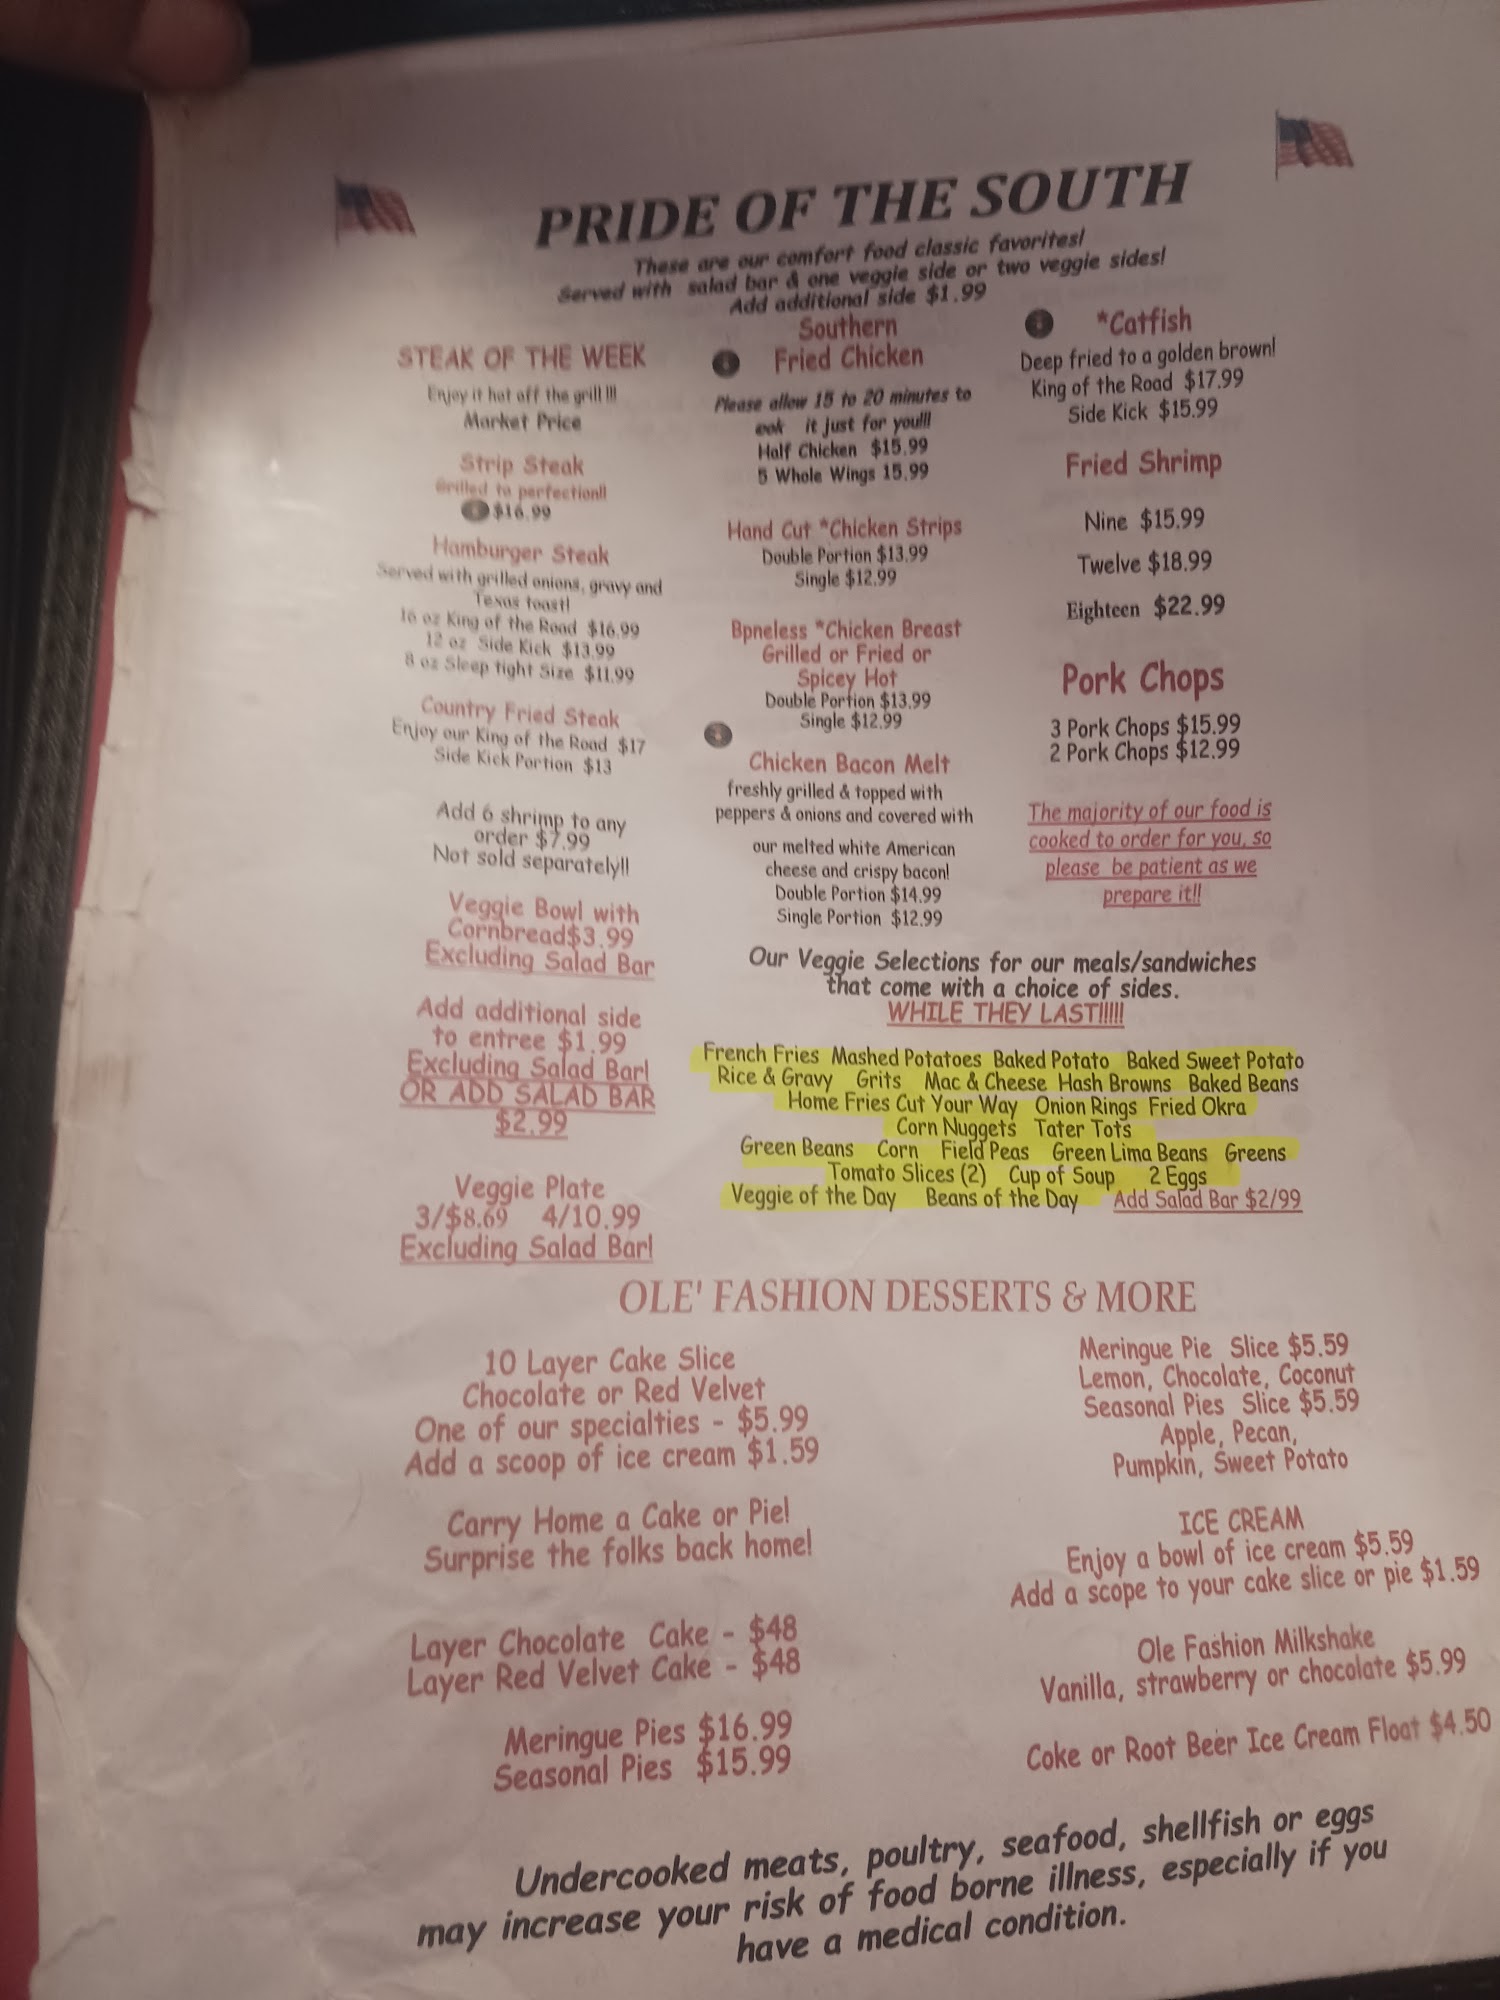 PRIDE OF THE SOUTH
These are our comfort food classic favorites!
Served with salad bar & one veggie side or two veggie sides!
Add additional side $1.99
STEAK OF THE WEEK
Enjoy it hot off the grill !!!
Market Price
Strip Steak
Grilled to perfection!!
$16.99
Hamburger Steak
Served with grilled onions, gravy and
Texas toast!
16 oz King of the Road $16.99
12 oz Side Kick $13.99
8 oz Sleep tight Size $11.99
Country Fried Steak
Enjoy our King of the Road $17
Side Kick Portion $13
Add 6 shrimp to any
order $7.99
Not sold separately!!
Veggie Bowl with
Cornbread$3.99
Excluding Salad Bar
Add additional side
to entree $1.99
Excluding Salad Bar!
OR ADD SALAD BAR
$2.99
Veggie Plate
3/$8.69 4/10.99
Excluding Salad Bar!
Southern
Fried Chicken
Please allow 15 to 20 minutes to
it just for you!!!
Half Chicken $15.99
5 Whole Wings 15.99
Hand Cut *Chicken Strips
Double Portion $13.99
Single $12.99
Bpneless *Chicken Breast
Grilled or Fried or
Spicey Hot
Double Portion $13.99
Single $12.99
Chicken Bacon Melt
freshly grilled & topped with
peppers & onions and covered with
our melted white American
cheese and crispy bacon!
Double Portion $14.99
Single Portion $12.99
*Catfish
Deep fried to a golden brown!
King of the Road $17.99
Side Kick $15.99
Fried Shrimp
Nine $15.99
Twelve $18.99
Eighteen $22.99
Pork Chops
3 Pork Chops $15.99
2 Pork Chops $12.99
The majority of our food is
cooked to order for you, so
please be patient as we
prepare it!!
Our Veggie Selections for our meals/sandwiches
that come with a choice of sides.
WHILE THEY LAST!!!!!
French Fries Mashed Potatoes Baked Potato Baked Sweet Potato
Rice & Gravy Grits Mac & Cheese Hash Browns Baked Beans
Home Fries Cut Your Way Onion Rings Fried Okra
Corn Nuggets Tater Tots
Green Beans Corn Field Peas Green Lima Beans Greens
Tomato Slices (2) Cup of Soup 2 Eggs
Veggie of the Day Beans of the Day Add Salad Bar $2/99
OLE' FASHION DESSERTS & MORE
10 Layer Cake Slice
Chocolate or Red Velvet
One of our specialties - $5.99
Add a scoop of ice cream $1.59
Carry Home a Cake or Pie!
Surprise the folks back home!
Layer Chocolate Cake - $48
Layer Red Velvet Cake - $48
Meringue Pies $16.99
Seasonal Pies $15.99
Meringue Pie Slice $5.59
Lemon, Chocolate, Coconut
Seasonal Pies Slice $5.59
Apple, Pecan,
Pumpkin, Sweet Potato
ICE CREAM
Enjoy a bowl of ice cream $5.59
Add a scope to your cake slice or pie $1.59
Ole Fashion Milkshake
Vanilla, strawberry or chocolate $5.99
Coke or Root Beer Ice Cream Float $4.50
Undercooked meats, poultry, seafood, shellfish or eggs
may increase your risk of food borne illness, especially if you
have a medical condition.